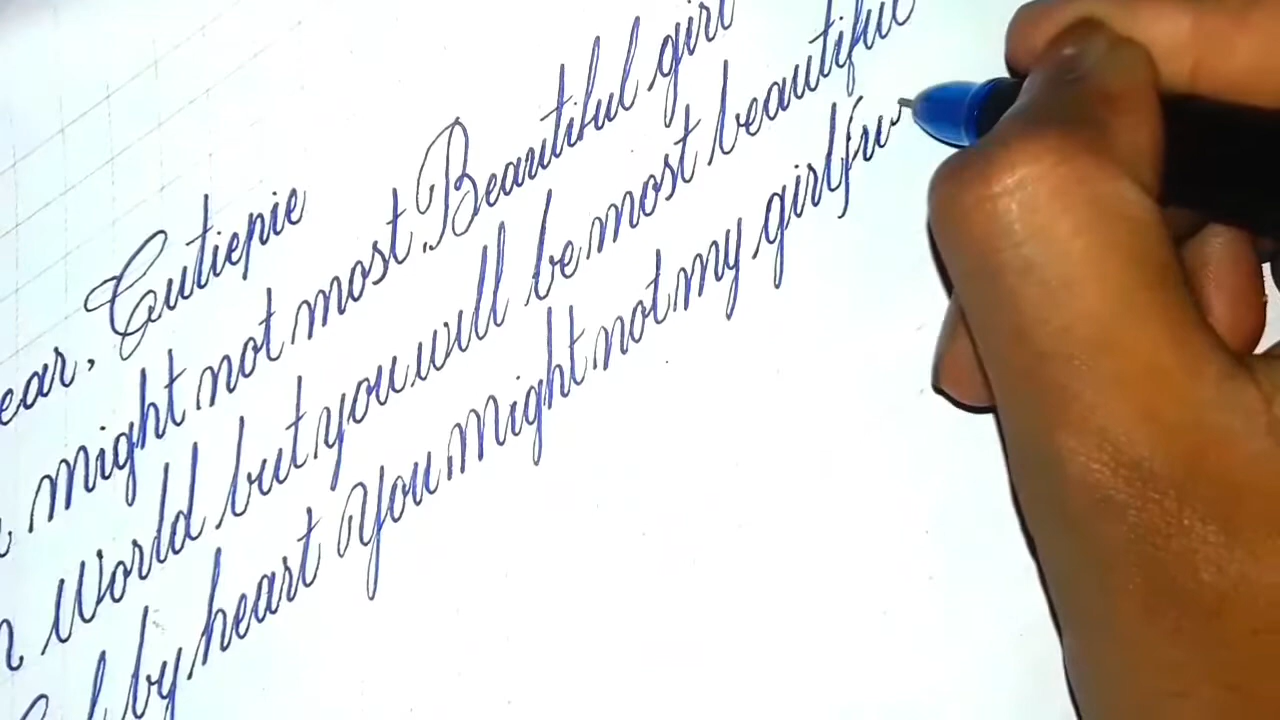 ear, Cutiepie
might not most Beautiful girl
World but you will be most beautiful
by heart You might not my girl